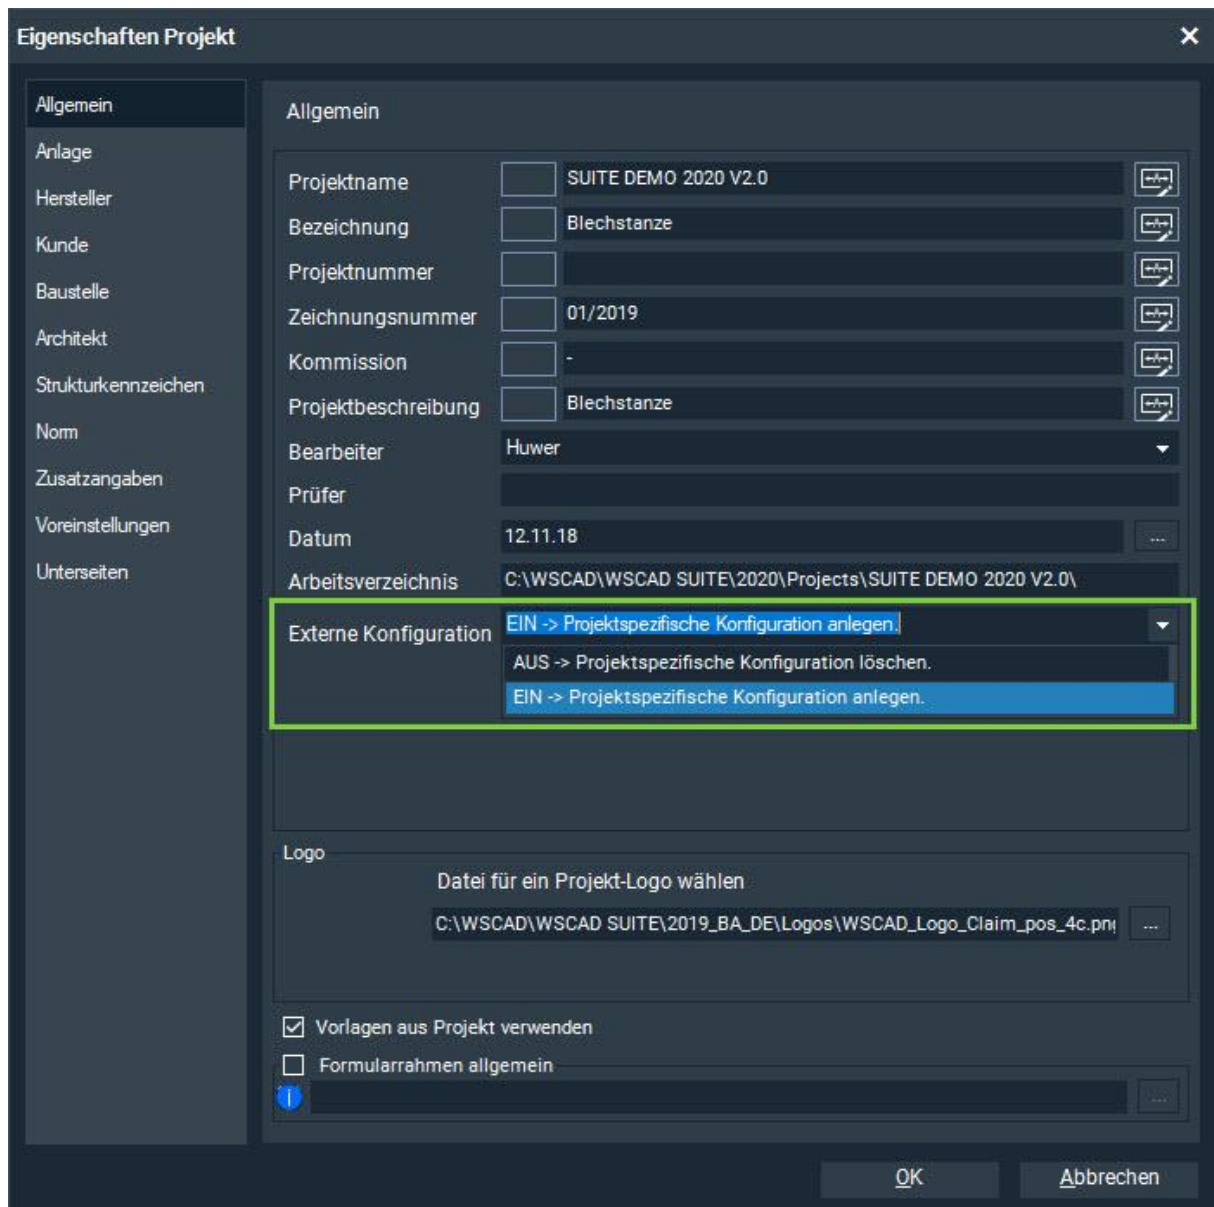 Eigenschaften Projekt
Allgemein
Anlage
Hersteller
Kunde
Baustelle
Architekt
Strukturkennzeichen
Norm
Zusatzangaben
Voreinstellungen
Unterseiten
Allgemein
Projektname SUITE DEMO 2020 V2.0
Bezeichnung Blechstanze
Projektnummer
Zeichnungsnummer 01/2019
Kommission -
Projektbeschreibung Blechstanze
Bearbeiter Huwer
Prüfer
Datum 12.11.18 ...
Arbeitsverzeichnis C:\WSCAD\WSCAD SUITE\2020\Projects\SUITE DEMO 2020 V2.0\
Externe Konfiguration EIN -> Projektspezifische Konfiguration anlegen.
AUS -> Projektspezifische Konfiguration löschen.
EIN -> Projektspezifische Konfiguration anlegen.
Logo
Datei für ein Projekt-Logo wählen
C:\WSCAD\WSCAD SUITE\2019_BA_DE\Logos\WSCAD_Logo_Claim_pos_4c.png ...
Vorlagen aus Projekt verwenden
Formularrahmen allgemein
...
OK Abbrechen